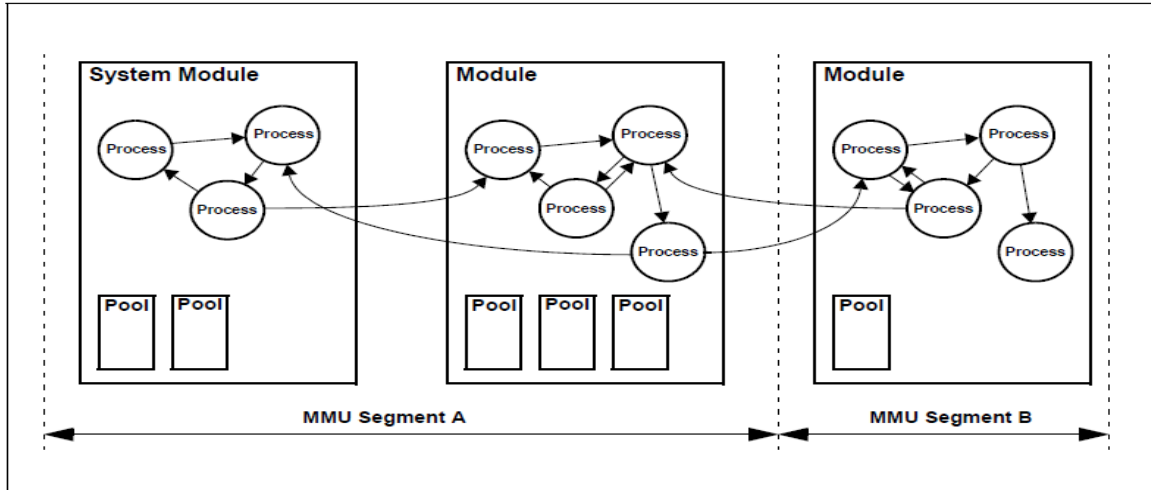 System Module
Process
Process
Process
Pool
Pool
Module
Process
Process
Process
Process
Pool
Pool
Pool
Module
Process
Process
Process
Process
Pool
MMU Segment A
MMU Segment B